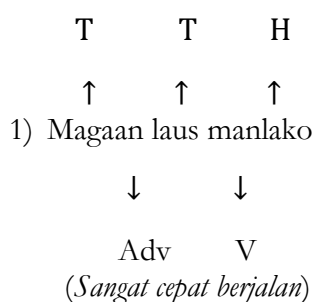 T T H
↑ ↑ ↑
1) Magaan laus manlako
↓ ↓
Adv V
(Sangat cepat berjalan)